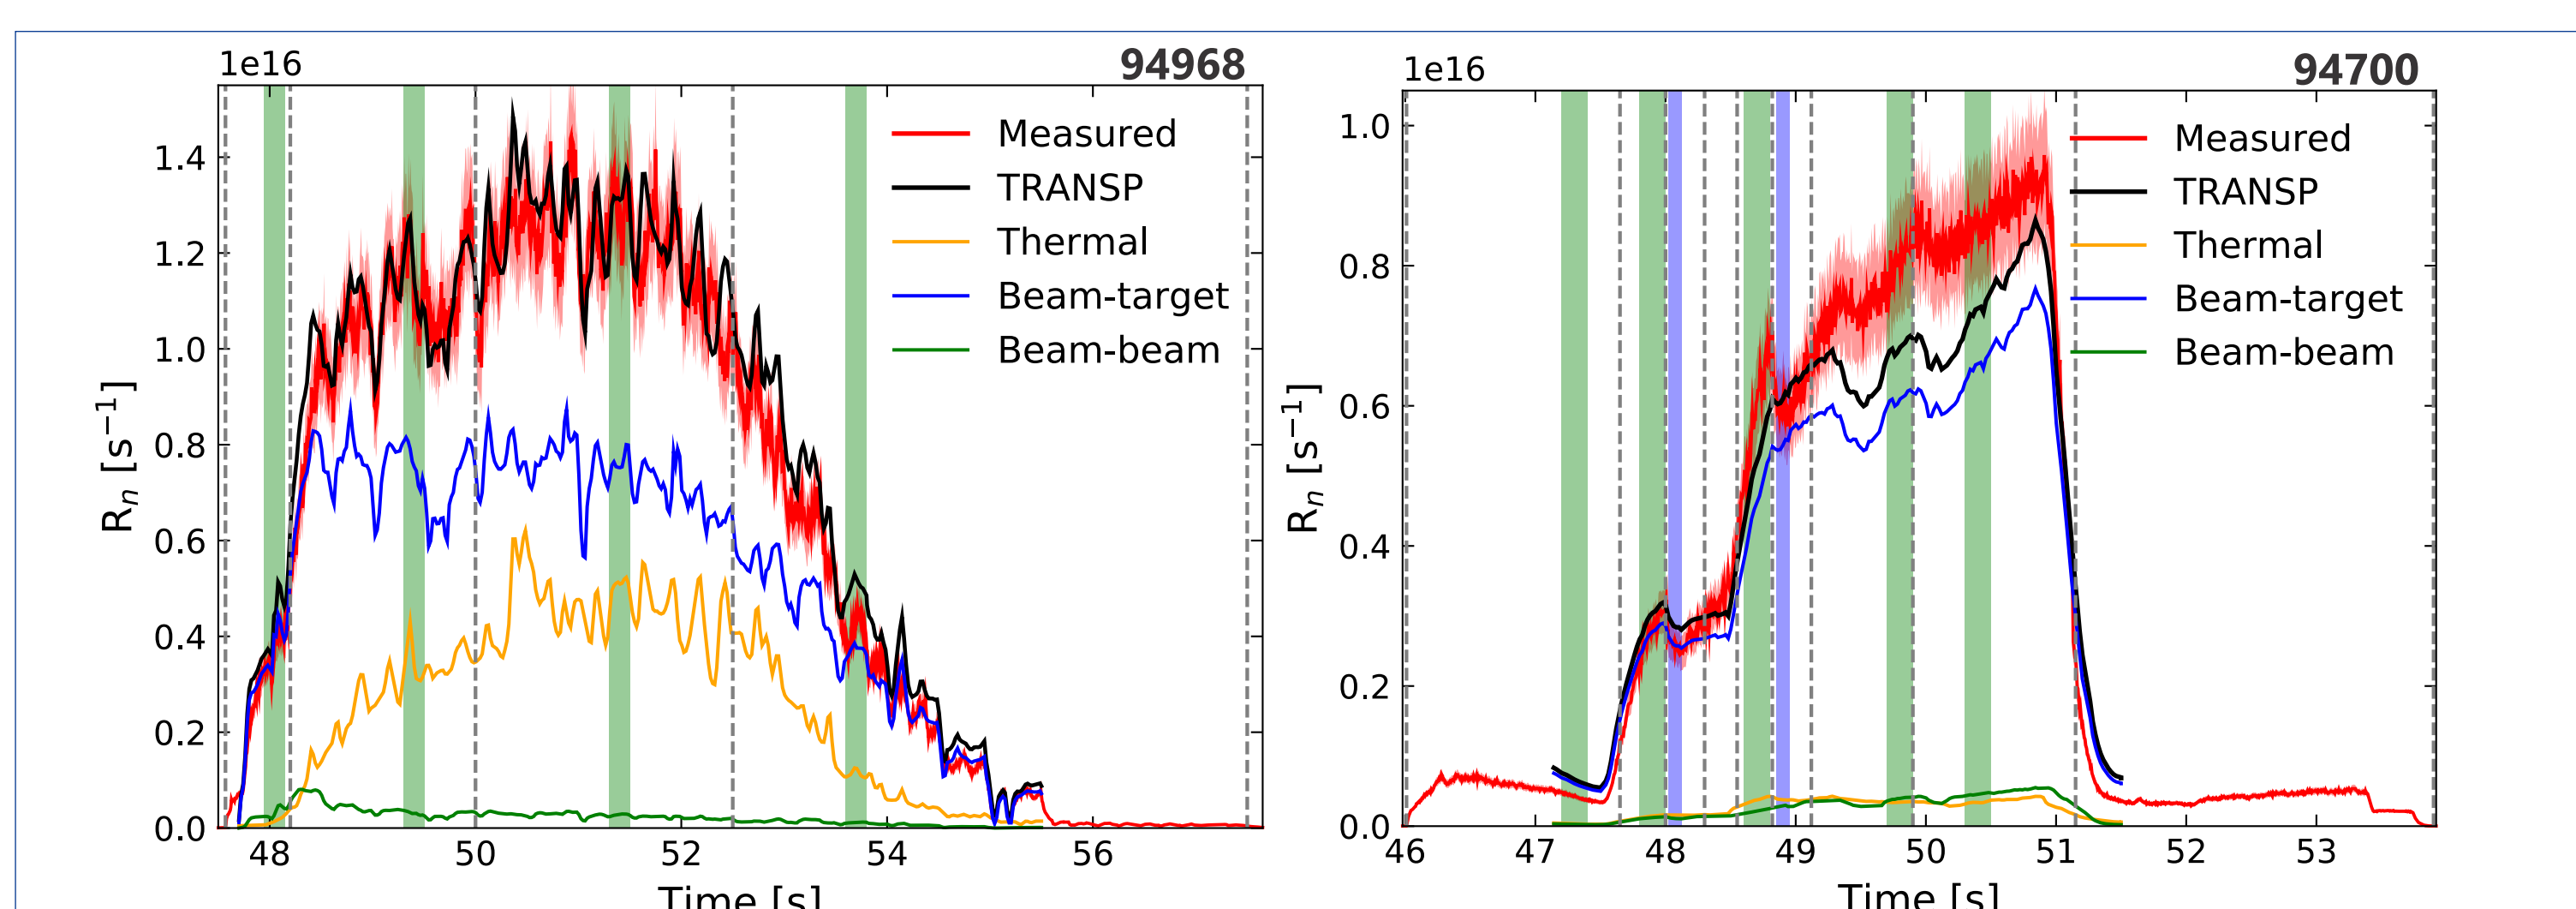 1e16
94968
1.4
1.2
1.0
0.8
0.6
0.4
0.2
0.0
R_n [s^−1]
Measured
TRANSP
Thermal
Beam-target
Beam-beam
48 50 52 54 56
Time [s]
1e16
94700
1.0
0.8
0.6
0.4
0.2
0.0
R_n [s^−1]
Measured
TRANSP
Thermal
Beam-target
Beam-beam
46 47 48 49 50 51 52 53
Time [s]